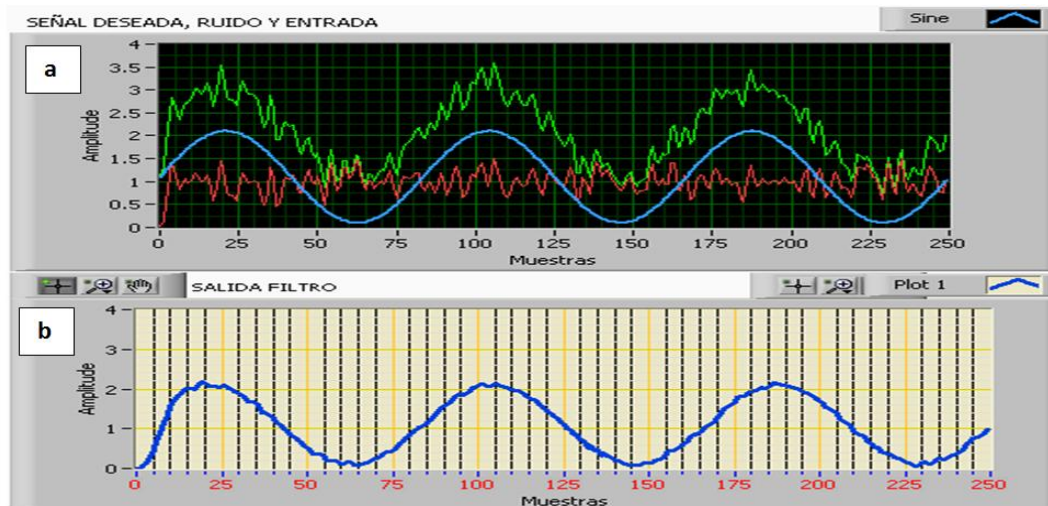 SEÑAL DESEADA, RUIDO Y ENTRADA
Sine
a
Amplitude
4
3.5
3
2.5
2
1.5
1
0.5
0
0 25 50 75 100 125 150 175 200 225 250
Muestras
SALIDA FILTRO
Plot 1
b
Amplitude
4
3
2
1
0
0 25 50 75 100 125 150 175 200 225 250
Muestras